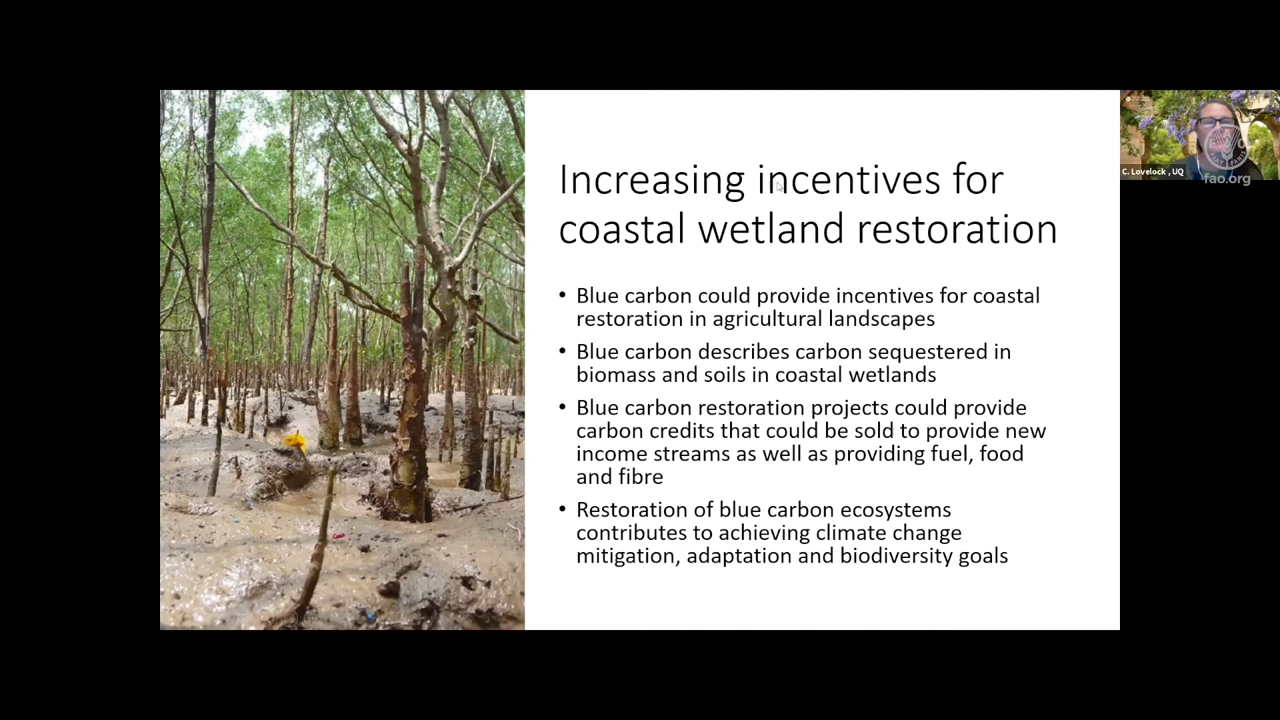 Increasing incentives for
coastal wetland restoration
• Blue carbon could provide incentives for coastal
restoration in agricultural landscapes
• Blue carbon describes carbon sequestered in
biomass and soils in coastal wetlands
• Blue carbon restoration projects could provide
carbon credits that could be sold to provide new
income streams as well as providing fuel, food
and fibre
• Restoration of blue carbon ecosystems
contributes to achieving climate change
mitigation, adaptation and biodiversity goals
C. Lovelock , UQ
fao.org